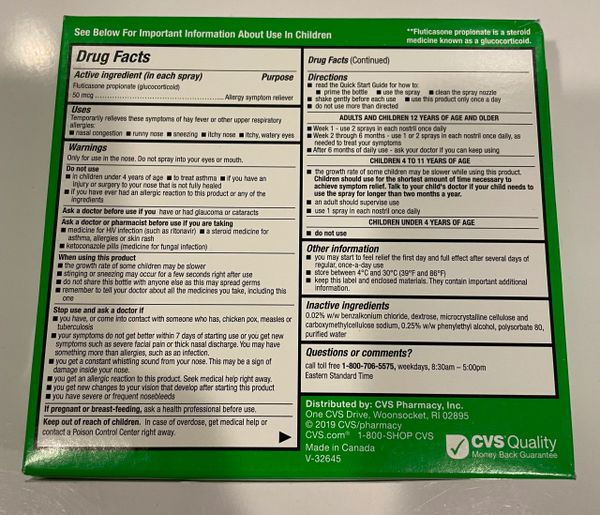 See Below For Important Information About Use In Children
**Fluticasone propionate is a steroid
medicine known as a glucocorticoid.
Drug Facts
Active ingredient (in each spray) Purpose
Fluticasone propionate (glucocorticoid)
50 mcg ........ Allergy symptom reliever
Uses
Temporarily relieves these symptoms of hay fever or other upper respiratory
allergies:
■ nasal congestion ■ runny nose ■ sneezing ■ itchy nose ■ itchy, watery eyes
Warnings
Only for use in the nose. Do not spray into your eyes or mouth.
Do not use
■ in children under 4 years of age ■ to treat asthma ■ if you have an
injury or surgery to your nose that is not fully healed
■ if you have ever had an allergic reaction to this product or any of the
ingredients
Ask a doctor before use if you have or had glaucoma or cataracts
Ask a doctor or pharmacist before use if you are taking
■ medicine for HIV infection (such as ritonavir) ■ a steroid medicine for
asthma, allergies or skin rash
■ ketoconazole pills (medicine for fungal infection)
When using this product
■ the growth rate of some children may be slower
■ stinging or sneezing may occur for a few seconds right after use
■ do not share this bottle with anyone else as this may spread germs
■ remember to tell your doctor about all the medicines you take, including this
one
Stop use and ask a doctor if
■ you have, or come into contact with someone who has, chicken pox, measles or
tuberculosis
■ your symptoms do not get better within 7 days of starting use or you get new
symptoms such as severe facial pain or thick nasal discharge. You may have
something more than allergies, such as an infection.
■ you get a constant whistling sound from your nose. This may be a sign of
damage inside your nose.
■ you get an allergic reaction to this product. Seek medical help right away.
■ you get new changes to your vision that develop after starting this product
■ you have severe or frequent nosebleeds
If pregnant or breast-feeding, ask a health professional before use.
Keep out of reach of children. In case of overdose, get medical help or
contact a Poison Control Center right away.
Drug Facts (Continued)
Directions
■ read the Quick Start Guide for how to:
■ prime the bottle ■ use the spray ■ clean the spray nozzle
■ shake gently before each use ■ use this product only once a day
■ do not use more than directed
ADULTS AND CHILDREN 12 YEARS OF AGE AND OLDER
■ Week 1 - use 2 sprays in each nostril once daily
■ Week 2 through 6 months - use 1 or 2 sprays in each nostril once daily, as
needed to treat your symptoms
■ After 6 months of daily use - ask your doctor if you can keep using
CHILDREN 4 TO 11 YEARS OF AGE
■ the growth rate of some children may be slower while using this product.
Children should use for the shortest amount of time necessary to
achieve symptom relief. Talk to your child's doctor if your child needs to
use the spray for longer than two months a year.
■ an adult should supervise use
■ use 1 spray in each nostril once daily
CHILDREN UNDER 4 YEARS OF AGE
■ do not use
Other information
■ you may start to feel relief the first day and full effect after several days of
regular, once-a-day use
■ store between 4°C and 30°C (39°F and 86°F)
■ keep this label and enclosed materials. They contain important additional
information.
Inactive ingredients
0.02% w/w benzalkonium chloride, dextrose, microcrystalline cellulose and
carboxymethylcellulose sodium, 0.25% w/w phenylethyl alcohol, polysorbate 80,
purified water
Questions or comments?
call toll free 1-800-706-5575, weekdays, 8:30am – 5:00pm
Eastern Standard Time
Distributed by: CVS Pharmacy, Inc.
One CVS Drive, Woonsocket, RI 02895
© 2019 CVS/pharmacy
CVS.com® 1-800-SHOP CVS
Made in Canada
V-32645
CVS Quality
Money Back Guarantee